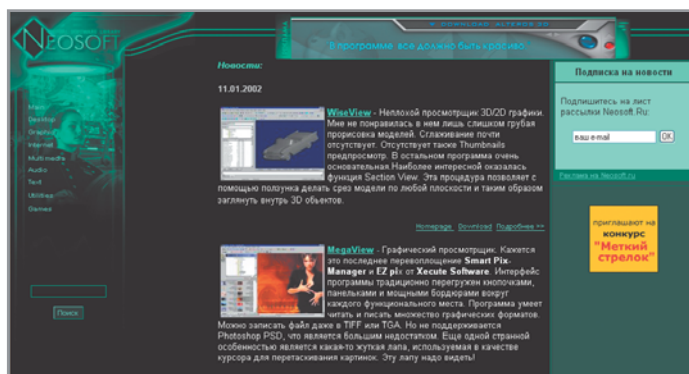 NEOSOFT
DOWNLOAD ALTEROS 3D
В программе все должно быть красиво
Main
Desktop
Graphic
Internet
Multimedia
Audio
Text
Utilities
Games
Поиск
Новости:
11.01.2002
WiseView - Неплохой просмотрщик 3D/2D графики.
Мне не понравилась в нем лишь слишком грубая
прорисовка моделей. Сглаживание почти
отсутствует. Отсутствует также Thumbnails
предпросмотр. В остальном программа очень
основательная.Наиболее интересной оказалась
функция Section View. Эта процедура позволяет с
помощью ползунка делать срез модели по любой плоскости и таким образом
заглянуть внутрь 3D обьектов.
Homepage Download Подробнее >>
MegaView - Графический просмотрщик. Кажется
это последнее перевоплощение Smart Pix-
Manager и EZ pix от Xecute Software. Интерфейс
программы традиционно перегружен кнопочками,
панельками и мощными бордюрами вокруг
каждого функционального места. Программа умеет
читать и писать множество графических форматов.
Можно записать файл даже в TIFF или TGA. Но не поддерживается
Photoshop PSD, что является большим недостатком. Еще одной странной
особенностью является какая-то жуткая лапа, используемая в качестве
курсора для перетаскивания картинок. Эту лапу надо видеть!
Подписка на новости
Подпишитесь на лист
рассылки Neosoft.Ru:
ваш e-mail
OK
Реклама на Neosoft.ru
приглашают на
конкурс
"Меткий
стрелок"